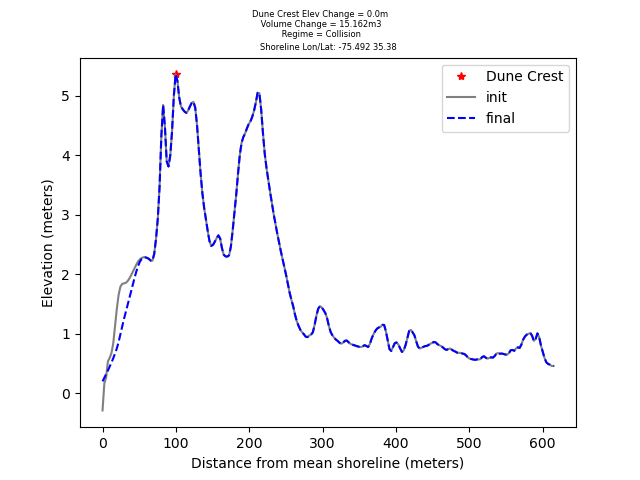 Dune Crest Elev Change = 0.0m
Volume Change = 15.162m3
Regime = Collision
Shoreline Lon/Lat: -75.492 35.38
Dune Crest
init
final
Elevation (meters)
5
4
3
2
1
0
0 100 200 300 400 500 600
Distance from mean shoreline (meters)